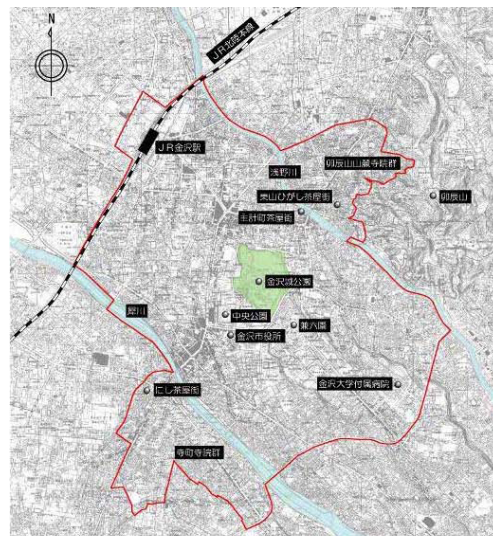 N
JR北陸本線
JR金沢駅
浅野川
卯辰山山麓寺院群
東山ひがし茶屋街
卯辰山
主計町茶屋街
金沢城公園
犀川
中央公園
兼六園
金沢市役所
金沢大学付属病院
にし茶屋街
寺町寺院群